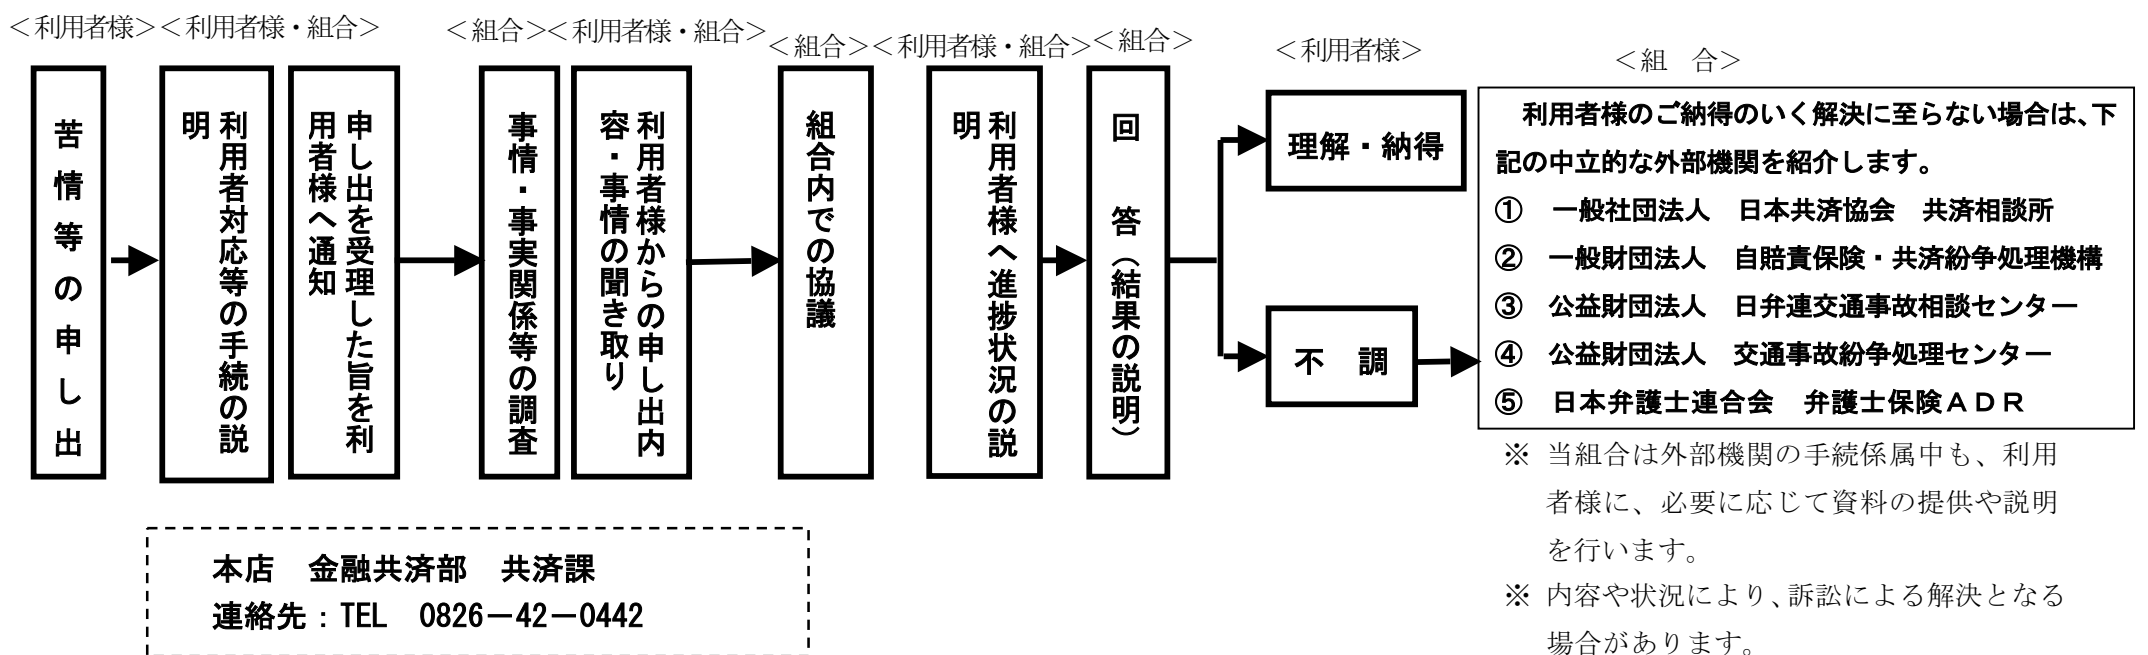 ＜利用者様＞
＜利用者様・組合＞
＜組合＞
＜利用者様・組合＞
＜組合＞
＜利用者様・組合＞
＜組合＞
＜利用者様＞
＜組　合＞
苦情等の申し出
利用者対応等の手続の説
明
申し出を受理した旨を利
用者様へ通知
事情・事実関係等の調査
利用者様からの申し出内
容・事情の聞き取り
組合内での協議
利用者様へ進捗状況の説
明
回　答（結果の説明）
理解・納得
不　調
利用者様のご納得のいく解決に至らない場合は、下
記の中立的な外部機関を紹介します。
①　一般社団法人　日本共済協会　共済相談所
②　一般財団法人　自賠責保険・共済紛争処理機構
③　公益財団法人　日弁連交通事故相談センター
④　公益財団法人　交通事故紛争処理センター
⑤　日本弁護士連合会　弁護士保険ＡＤＲ
※ 当組合は外部機関の手続係属中も、利用
者様に、必要に応じて資料の提供や説明
を行います。
※ 内容や状況により、訴訟による解決となる
場合があります。
本店　金融共済部　共済課
連絡先：TEL　0826－42－0442